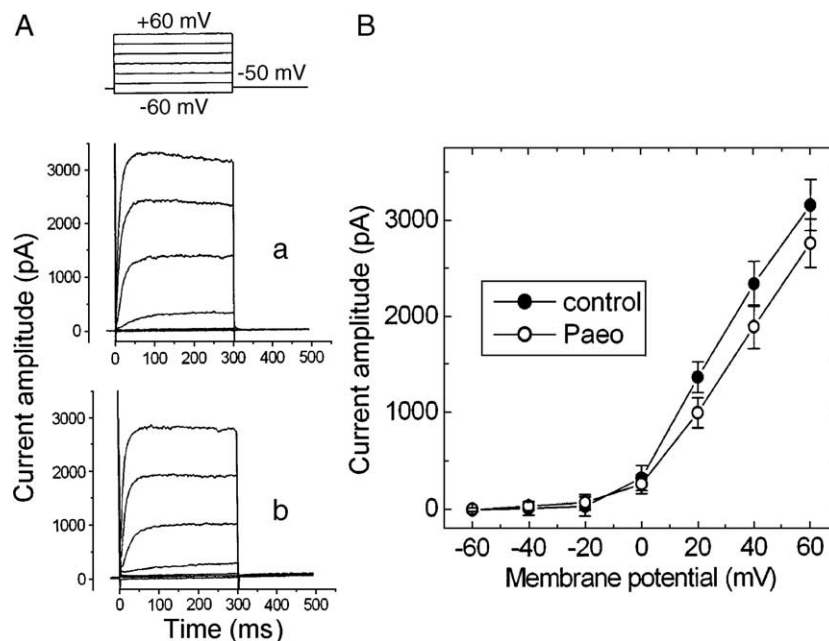 A
+60 mV
-50 mV
-60 mV
3000
2000
1000
0
a
0 100 200 300 400 500
Current amplitude (pA)
3000
2000
1000
0
b
0 100 200 300 400 500
Time (ms)
B
3000
2000
1000
0
Current amplitude (pA)
control
Paeo
-60 -40 -20 0 20 40 60
Membrane potential (mV)